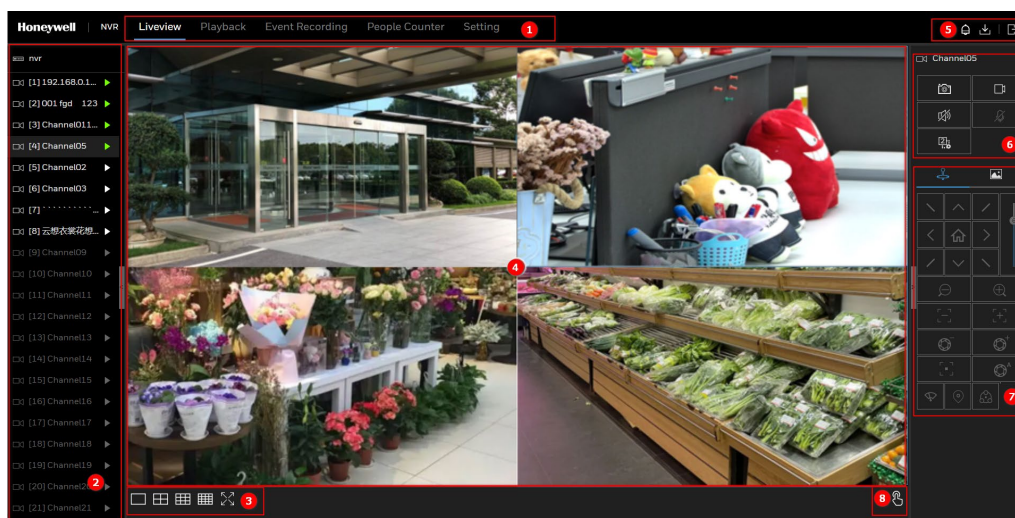 Honeywell NVR Liveview Playback Event Recording People Counter Setting
1
5
nvr
[1] 192.168.0.1...
[2] 001 fgd 123
[3] Channel011...
[4] Channel05
[5] Channel02
[6] Channel03
[7] ․․․․․․․․․․ ...
[8] 云想衣裳花想...
[9] Channel09
[10] Channel10
[11] Channel11
[12] Channel12
[13] Channel13
[14] Channel14
[15] Channel15
[16] Channel16
[17] Channel17
[18] Channel18
[19] Channel19
[20] Channel20
[21] Channel21
2
4
3
8
Channel05
6
7